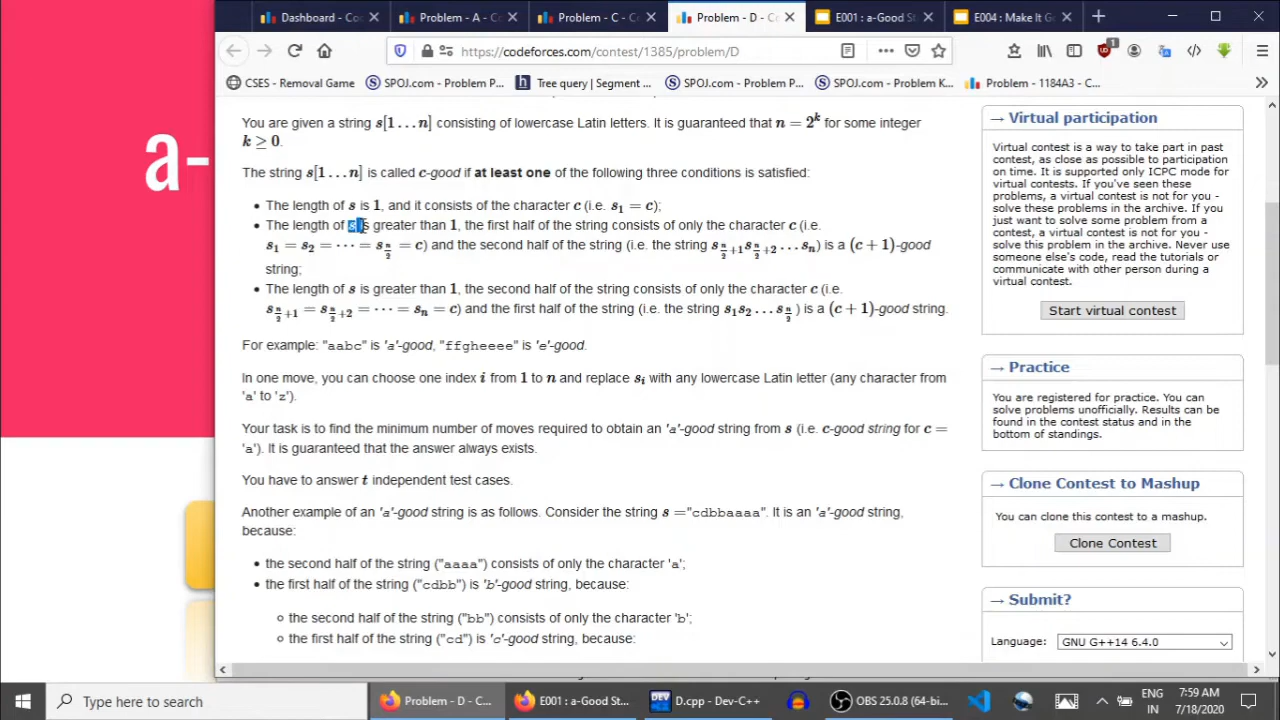 Dashboard - Co
Problem - A - C
Problem - C - C
Problem - D - C
E001 : a-Good St
E004 : Make It G
https://codeforces.com/contest/1385/problem/D
1
CSES - Removal Game
SPOJ.com - Problem P...
Tree query | Segment ...
SPOJ.com - Problem P...
SPOJ.com - Problem K...
Problem - 1184A3 - C...
a-
You are given a string s[1…n] consisting of lowercase Latin letters. It is guaranteed that n = 2^k for some integer
k ≥ 0.
The string s[1…n] is called c-good if at least one of the following three conditions is satisfied:
• The length of s is 1, and it consists of the character c (i.e. s₁ = c);
• The length of s is greater than 1, the first half of the string consists of only the character c (i.e.
s₁ = s₂ = ⋯ = s_{n/2} = c) and the second half of the string (i.e. the string s_{n/2+1}s_{n/2+2}…s_n) is a (c + 1)-good
string;
• The length of s is greater than 1, the second half of the string consists of only the character c (i.e.
s_{n/2+1} = s_{n/2+2} = ⋯ = s_n = c) and the first half of the string (i.e. the string s₁s₂…s_{n/2}) is a (c + 1)-good string.
For example: "aabc" is 'a'-good, "ffgheeee" is 'e'-good.
In one move, you can choose one index i from 1 to n and replace s_i with any lowercase Latin letter (any character from
'a' to 'z').
Your task is to find the minimum number of moves required to obtain an 'a'-good string from s (i.e. c-good string for c =
'a'). It is guaranteed that the answer always exists.
You have to answer t independent test cases.
Another example of an 'a'-good string is as follows. Consider the string s ="cdbbaaaa". It is an 'a'-good string,
because:
• the second half of the string ("aaaa") consists of only the character 'a';
• the first half of the string ("cdbb") is 'b'-good string, because:
◦ the second half of the string ("bb") consists of only the character 'b';
◦ the first half of the string ("cd") is 'c'-good string, because:
→ Virtual participation
Virtual contest is a way to take part in past
contest, as close as possible to participation
on time. It is supported only ICPC mode for
virtual contests. If you've seen these
problems, a virtual contest is not for you -
solve these problems in the archive. If you
just want to solve some problem from a
contest, a virtual contest is not for you -
solve this problem in the archive. Never use
someone else's code, read the tutorials or
communicate with other person during a
virtual contest.
Start virtual contest
→ Practice
You are registered for practice. You can
solve problems unofficially. Results can be
found in the contest status and in the
bottom of standings.
→ Clone Contest to Mashup
You can clone this contest to a mashup.
Clone Contest
→ Submit?
Language: GNU G++14 6.4.0
Type here to search
Problem - D - C...
E001 : a-Good St...
DEV
D.cpp - Dev-C++
OBS 25.0.8 (64-bi...
ENG
IN
7:59 AM
7/18/2020